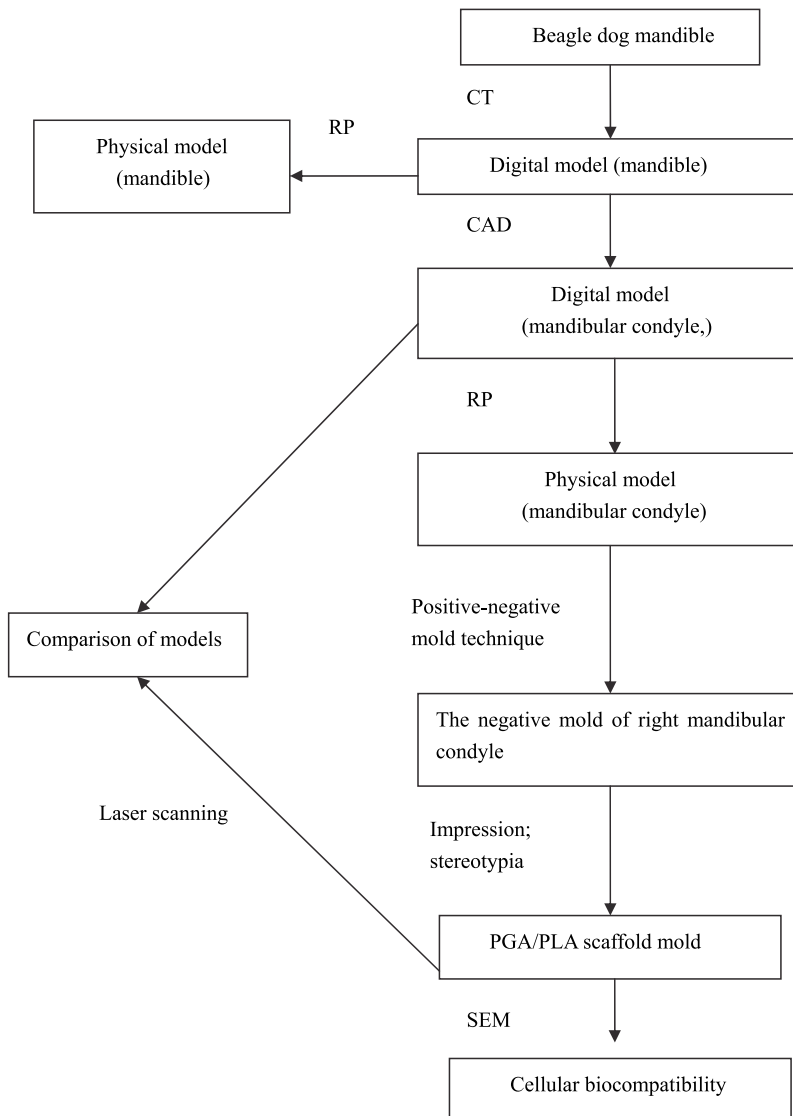 Beagle dog mandible
CT
RP
Physical model
(mandible)
Digital model (mandible)
CAD
Digital model
(mandibular condyle,)
RP
Physical model
(mandibular condyle)
Positive-negative
mold technique
Comparison of models
The negative mold of right mandibular
condyle
Laser scanning
Impression;
stereotypia
PGA/PLA scaffold mold
SEM
Cellular biocompatibility